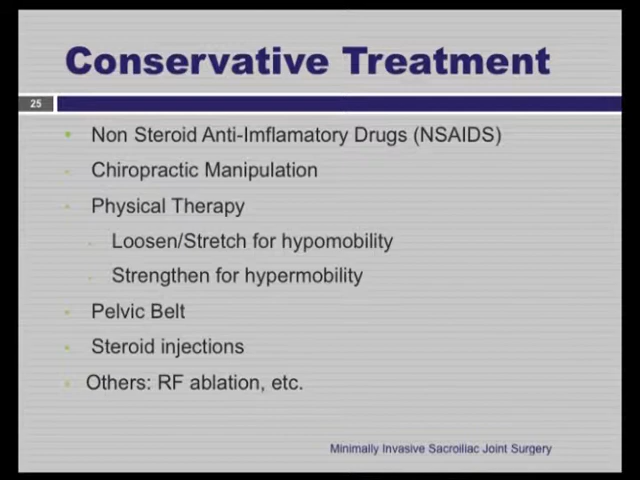 Conservative Treatment
25
Non Steroid Anti-Imflamatory Drugs (NSAIDS)
Chiropractic Manipulation
Physical Therapy
Loosen/Stretch for hypomobility
Strengthen for hypermobility
Pelvic Belt
Steroid injections
Others: RF ablation, etc.
Minimally Invasive Sacroiliac Joint Surgery